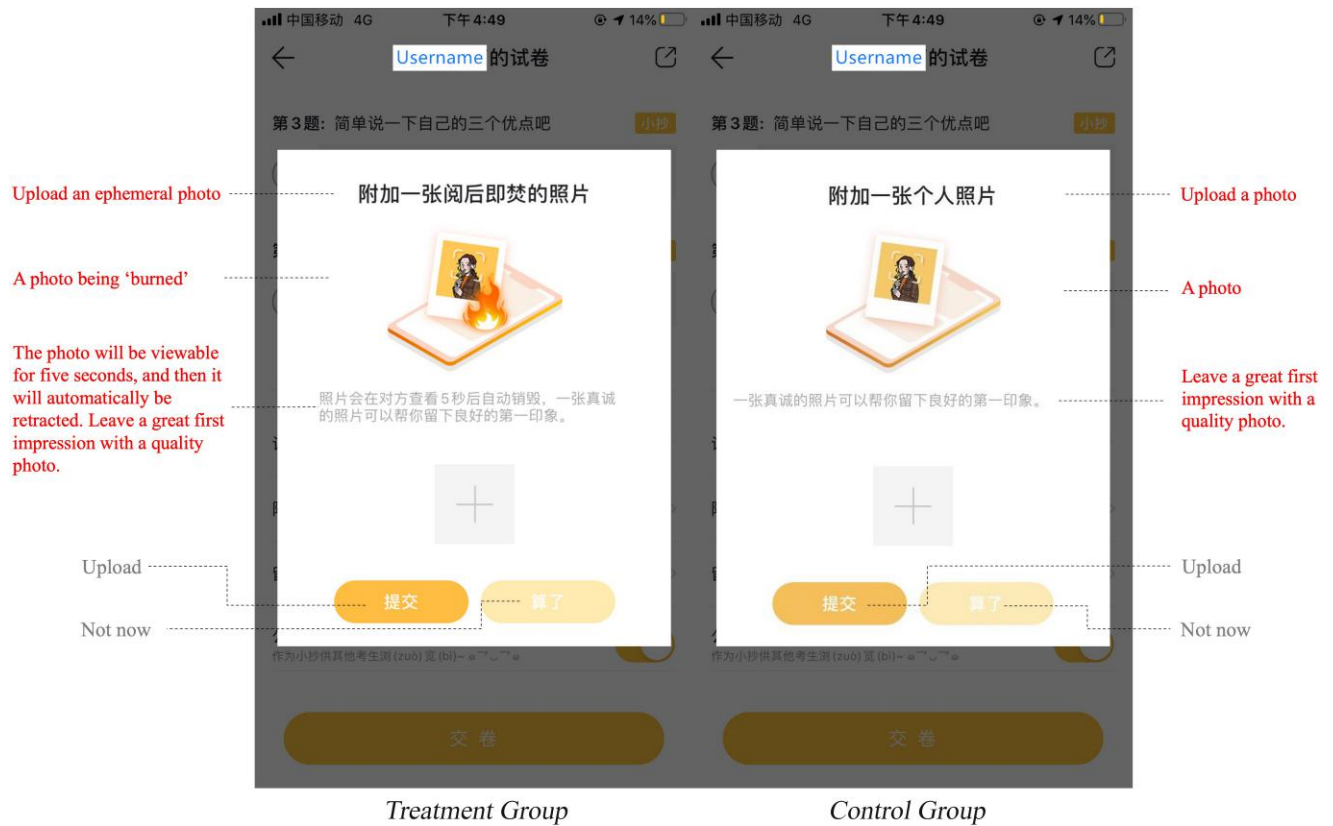 中国移动 4G 下午4:49 14%
中国移动 4G 下午4:49 14%
Username 的试卷
Username 的试卷
第3题: 简单说一下自己的三个优点吧 小抄
第3题: 简单说一下自己的三个优点吧 小抄
Upload an ephemeral photo
附加一张阅后即焚的照片
附加一张个人照片
Upload a photo
A photo being ‘burned’
A photo
The photo will be viewable
for five seconds, and then it
will automatically be
retracted. Leave a great first
impression with a quality
photo.
照片会在对方查看5秒后自动销毁，一张真诚
的照片可以帮你留下良好的第一印象。
一张真诚的照片可以帮你留下良好的第一印象。
Leave a great first
impression with a
quality photo.
Upload
提交 算了
提交 算了
Upload
Not now
Not now
作为小抄供其他考生浏(zuò)览(bì)~
作为小抄供其他考生浏(zuò)览(bì)~
交卷
交卷
Treatment Group
Control Group